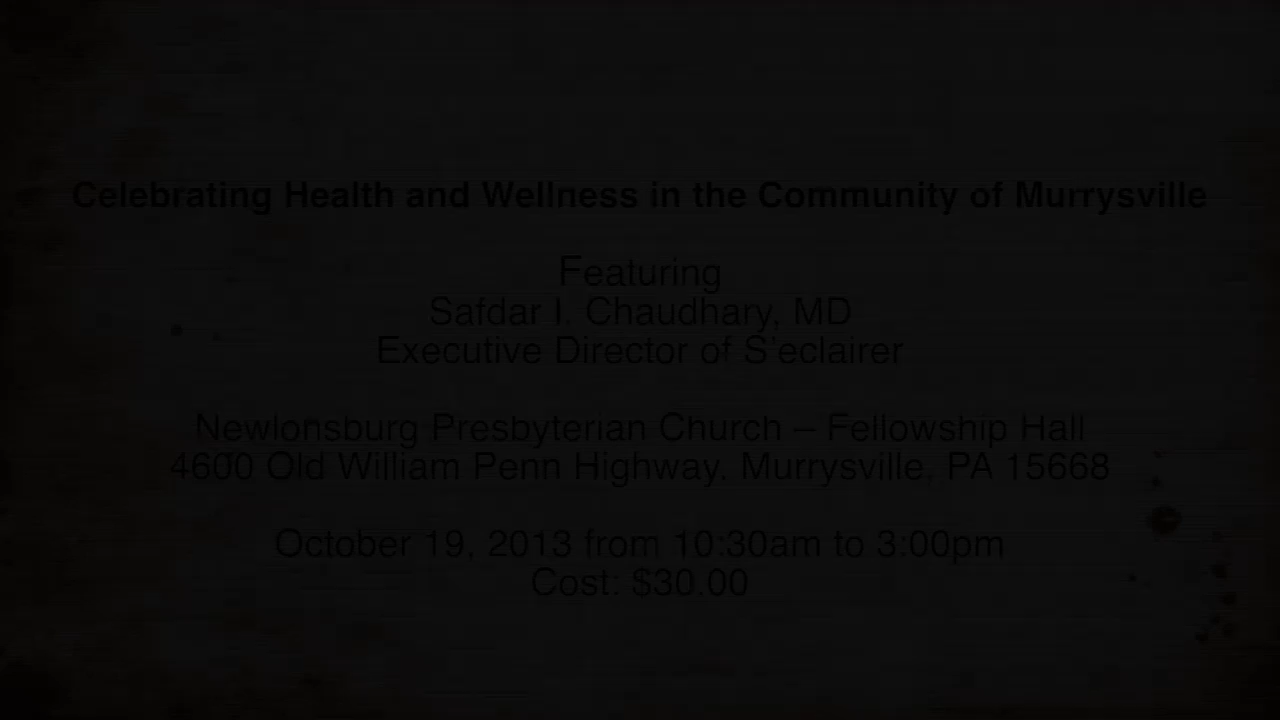 Celebrating Health and Wellness in the Community of Murrysville
Featuring
Safdar I. Chaudhary, MD
Executive Director of S'eclairer
Newlonsburg Presbyterian Church – Fellowship Hall
4600 Old William Penn Highway, Murrysville, PA 15668
October 19, 2013 from 10:30am to 3:00pm
Cost: $30.00